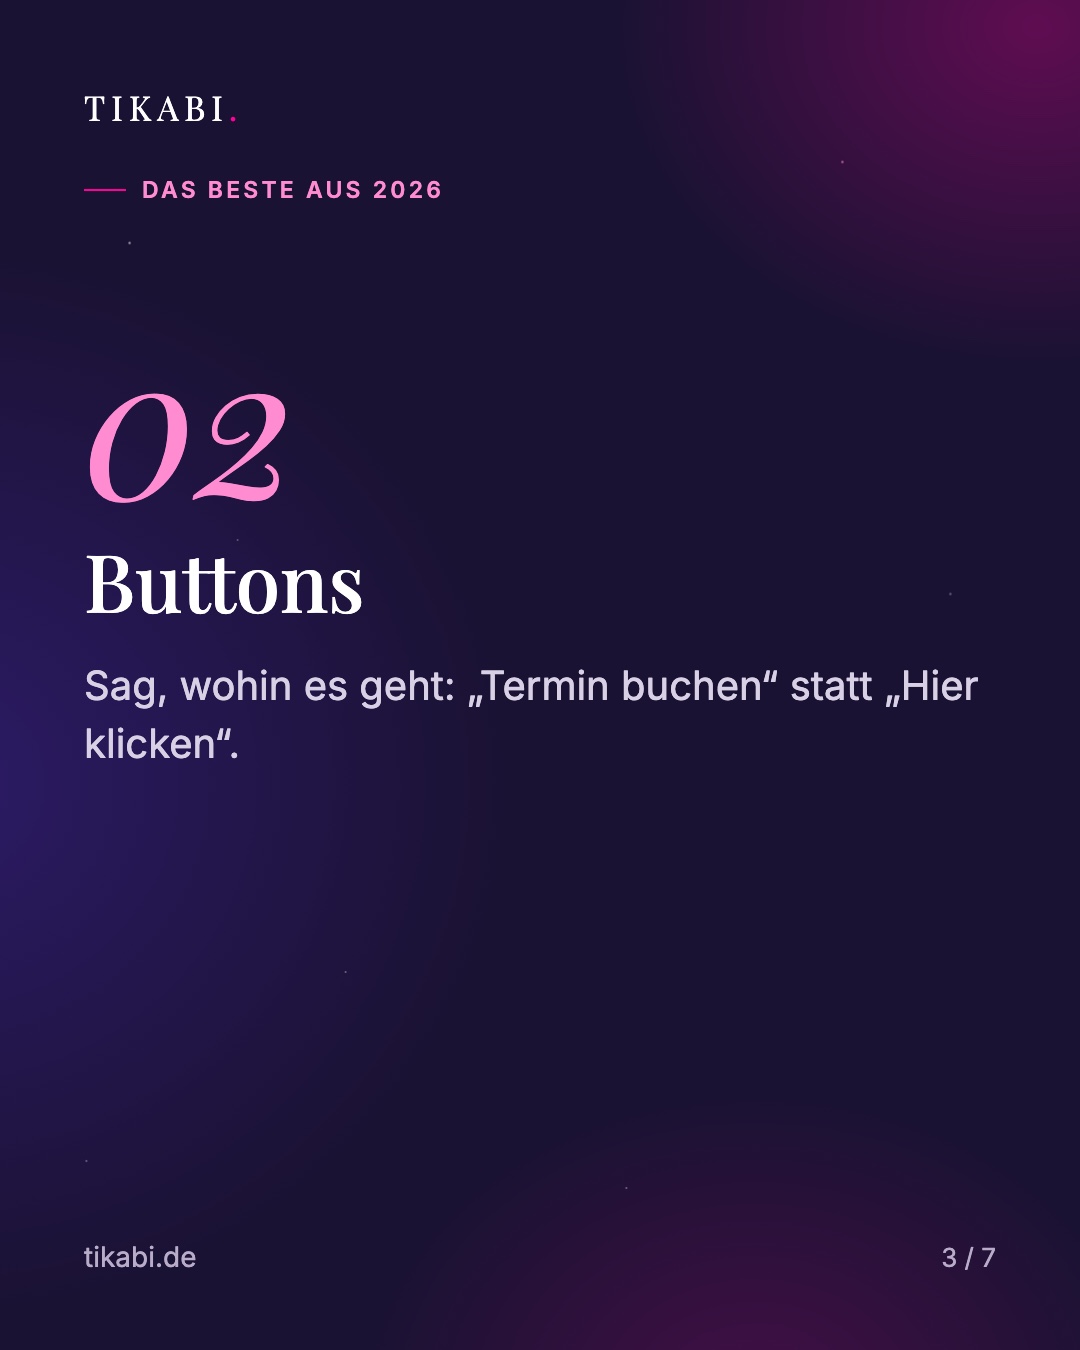 TIKABI.
DAS BESTE AUS 2026
02
Buttons
Sag, wohin es geht: „Termin buchen“ statt „Hier
klicken“.
tikabi.de
3 / 7